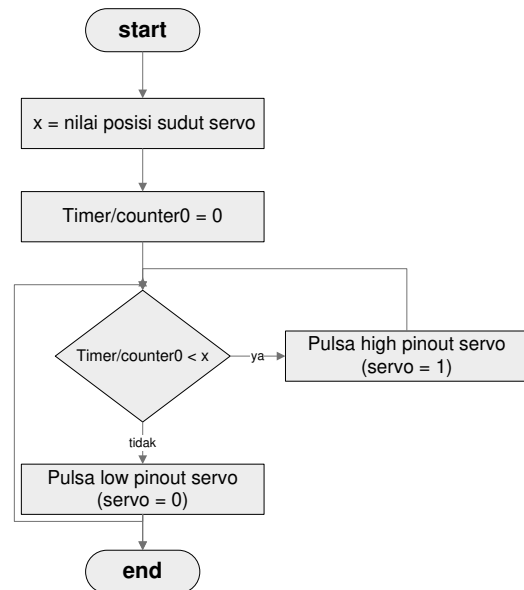 start
x = nilai posisi sudut servo
Timer/counter0 = 0
Timer/counter0 < x
ya
Pulsa high pinout servo
(servo = 1)
tidak
Pulsa low pinout servo
(servo = 0)
end